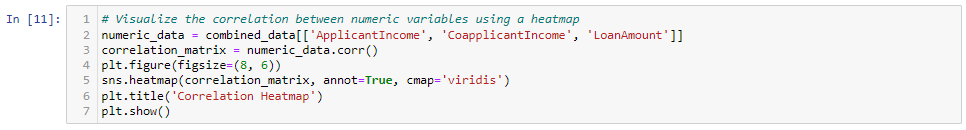 In [11]: 1 # Visualize the correlation between numeric variables using a heatmap
2 numeric_data = combined_data[['ApplicantIncome', 'CoapplicantIncome', 'LoanAmount']]
3 correlation_matrix = numeric_data.corr()
4 plt.figure(figsize=(8, 6))
5 sns.heatmap(correlation_matrix, annot=True, cmap='viridis')
6 plt.title('Correlation Heatmap')
7 plt.show()